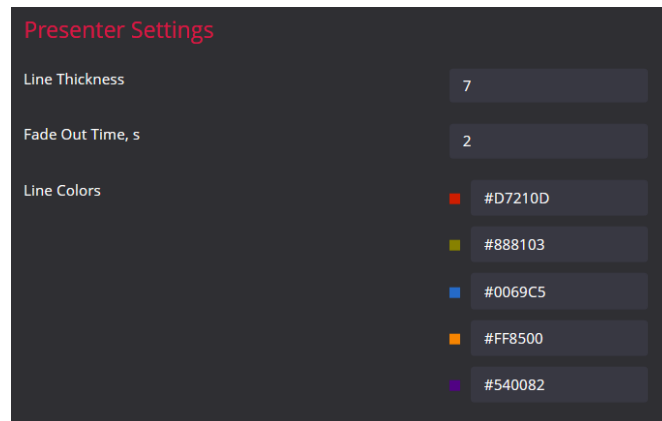 Presenter Settings
Line Thickness
7
Fade Out Time, s
2
Line Colors
#D7210D
#888103
#0069C5
#FF8500
#540082